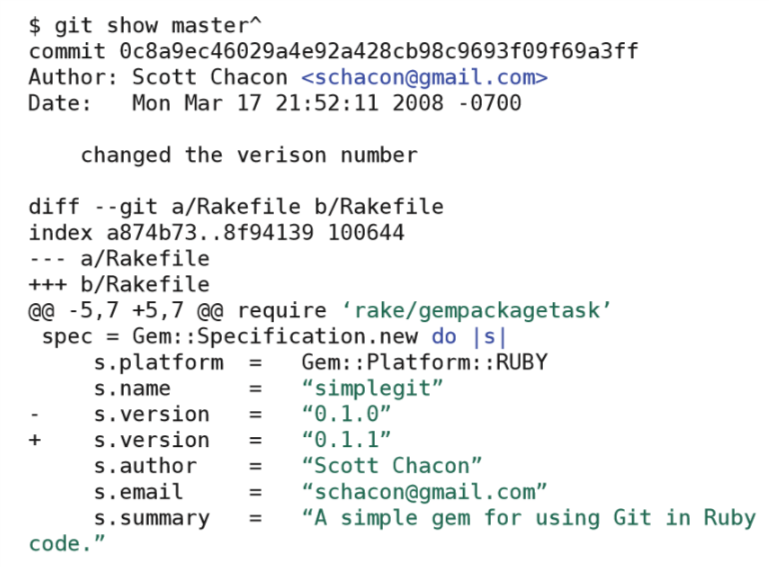 $ git show master^
commit 0c8a9ec46029a4e92a428cb98c9693f09f69a3ff
Author: Scott Chacon <schacon@gmail.com>
Date:   Mon Mar 17 21:52:11 2008 -0700

    changed the verison number

diff --git a/Rakefile b/Rakefile
index a874b73..8f94139 100644
--- a/Rakefile
+++ b/Rakefile
@@ -5,7 +5,7 @@ require ‘rake/gempackagetask’
 spec = Gem::Specification.new do |s|
     s.platform  =   Gem::Platform::RUBY
     s.name      =   “simplegit”
-    s.version   =   “0.1.0”
+    s.version   =   “0.1.1”
     s.author    =   “Scott Chacon”
     s.email     =   “schacon@gmail.com”
     s.summary   =   “A simple gem for using Git in Ruby
code.”